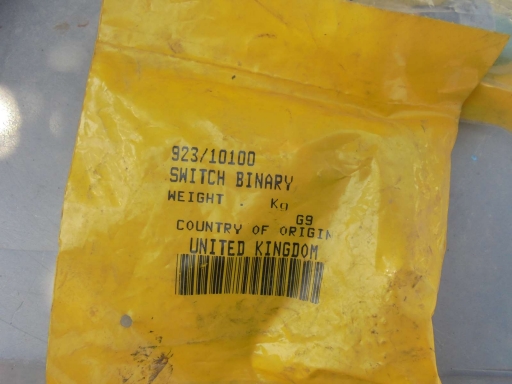 923/10100
SWITCH BINARY
WEIGHT . Kg
G9
COUNTRY OF ORIGIN
UNITED KINGDOM